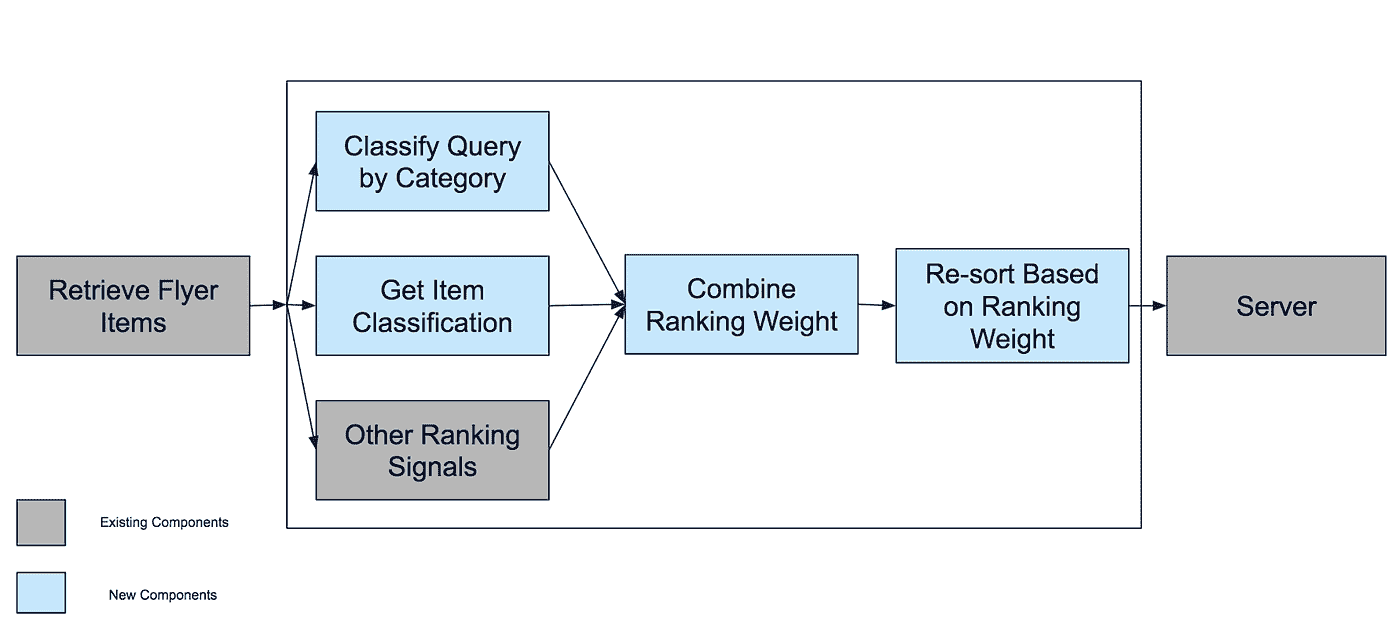 Classify Query
by Category
Retrieve Flyer
Items
Get Item
Classification
Combine
Ranking Weight
Re-sort Based
on Ranking
Weight
Server
Other Ranking
Signals
Existing Components
New Components